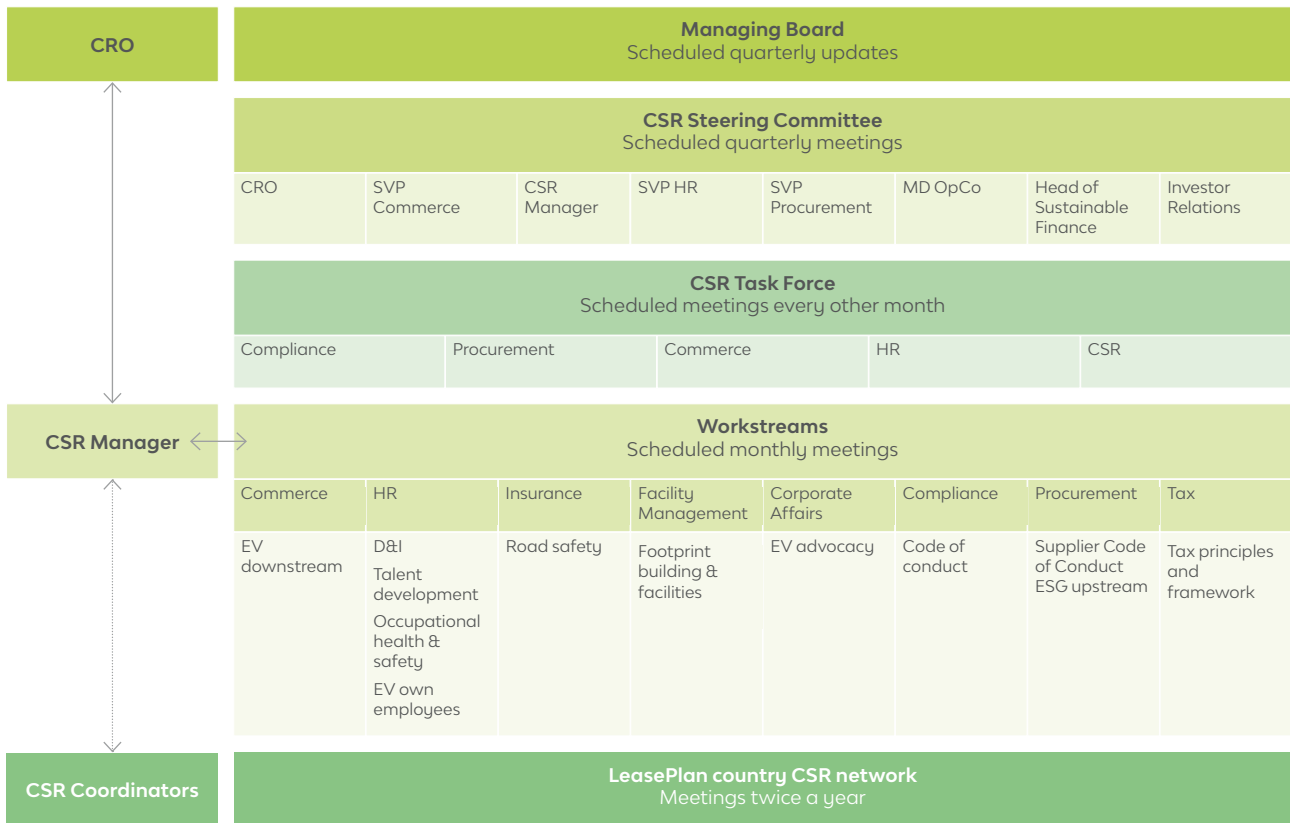 CRO
Managing Board
Scheduled quarterly updates
CSR Steering Committee
Scheduled quarterly meetings
CRO
SVP
Commerce
CSR
Manager
SVP HR
SVP
Procurement
MD OpCo
Head of
Sustainable
Finance
Investor
Relations
CSR Task Force
Scheduled meetings every other month
Compliance
Procurement
Commerce
HR
CSR
CSR Manager
Workstreams
Scheduled monthly meetings
Commerce
HR
Insurance
Facility
Management
Corporate
Affairs
Compliance
Procurement
Tax
EV
downstream
D&I
Talent
development
Occupational
health &
safety
EV own
employees
Road safety
Footprint
building &
facilities
EV advocacy
Code of
conduct
Supplier Code
of Conduct
ESG upstream
Tax principles
and
framework
CSR Coordinators
LeasePlan country CSR network
Meetings twice a year